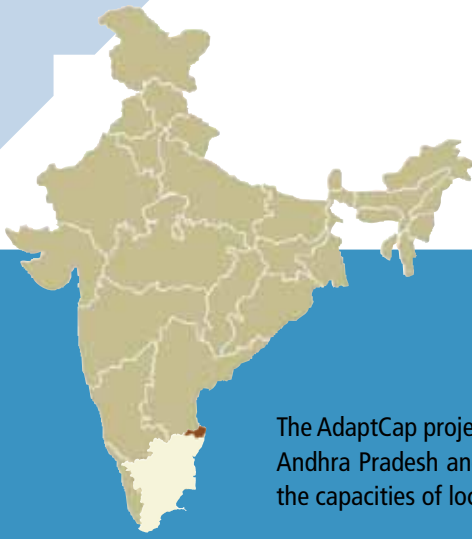 The AdaptCap proje
Andhra Pradesh an
the capacities of loc